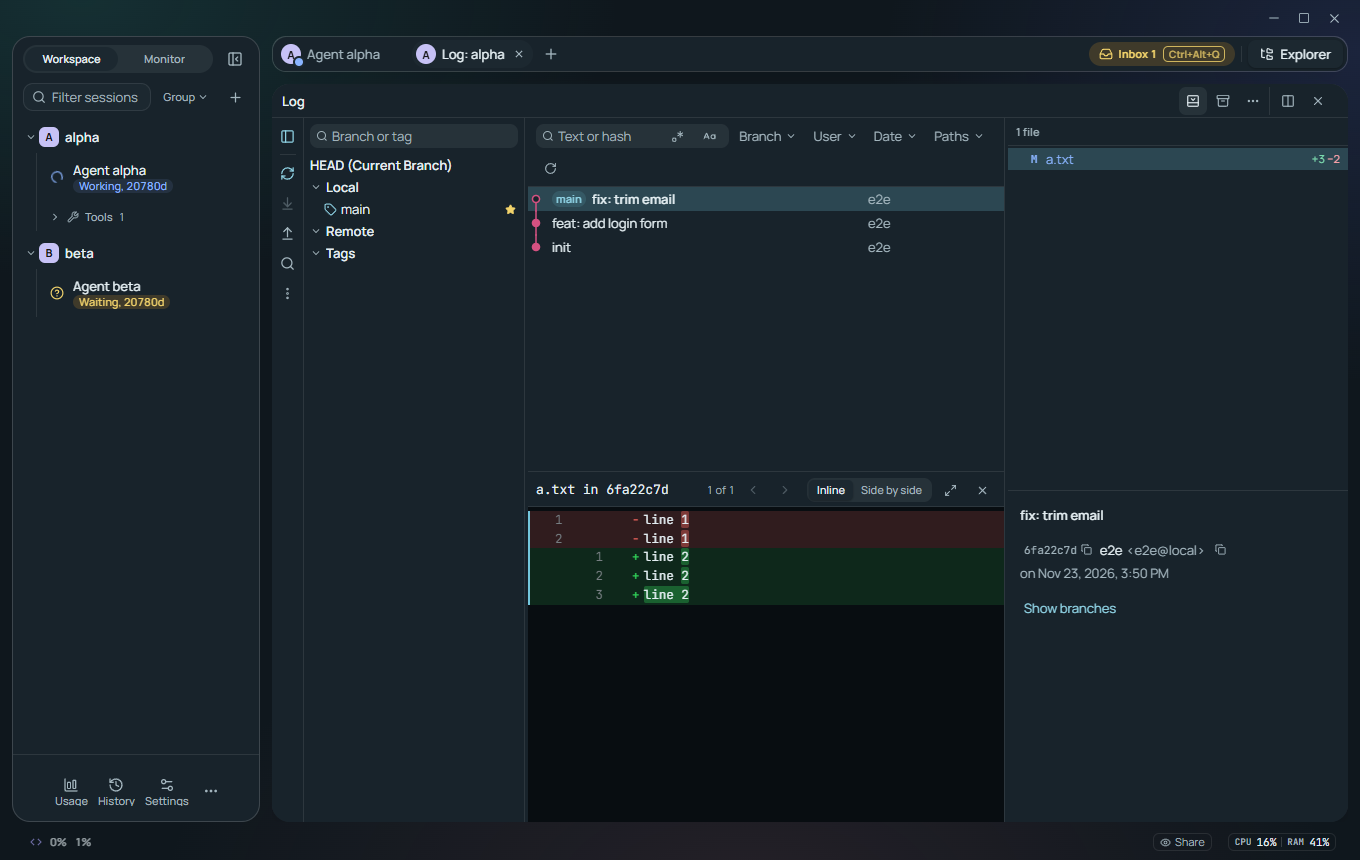 Workspace Monitor
Filter sessions Group
A alpha
Agent alpha
Working, 20780d
Tools 1
B beta
Agent beta
Waiting, 20780d
Usage History Settings
0% 1%
A Agent alpha A Log: alpha
Inbox 1 Ctrl+Alt+Q Explorer
Log
Branch or tag
HEAD (Current Branch)
Local
main
Remote
Tags
Text or hash .* Aa Branch User Date Paths
main fix: trim email e2e
feat: add login form e2e
init e2e
a.txt in 6fa22c7d 1 of 1 Inline Side by side
1 - line 1
2 - line 1
1 + line 2
2 + line 2
3 + line 2
1 file
M a.txt +3 −2
fix: trim email
6fa22c7d e2e <e2e@local>
on Nov 23, 2026, 3:50 PM
Show branches
Share CPU 16% RAM 41%